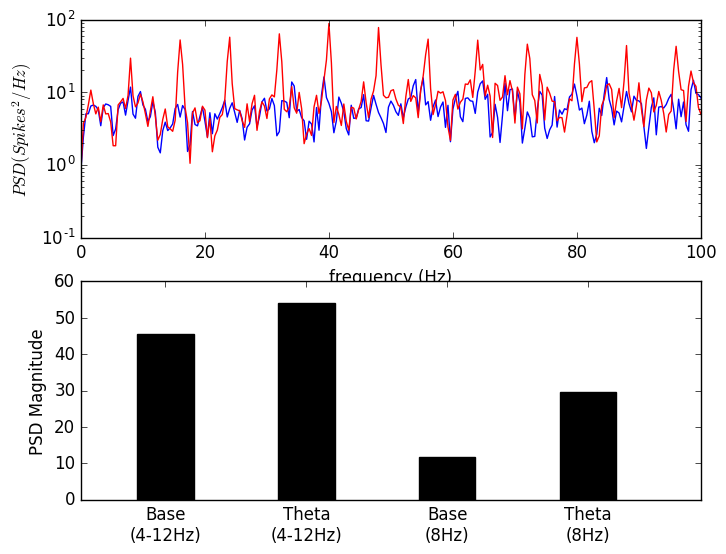 10^2
10^1
10^0
10^-1
PSD(Spikes^2/Hz)
0 20 40 60 80 100
frequency (Hz)
60
50
40
30
20
10
0
PSD Magnitude
Base Theta Base Theta
(4-12Hz) (4-12Hz) (8Hz) (8Hz)